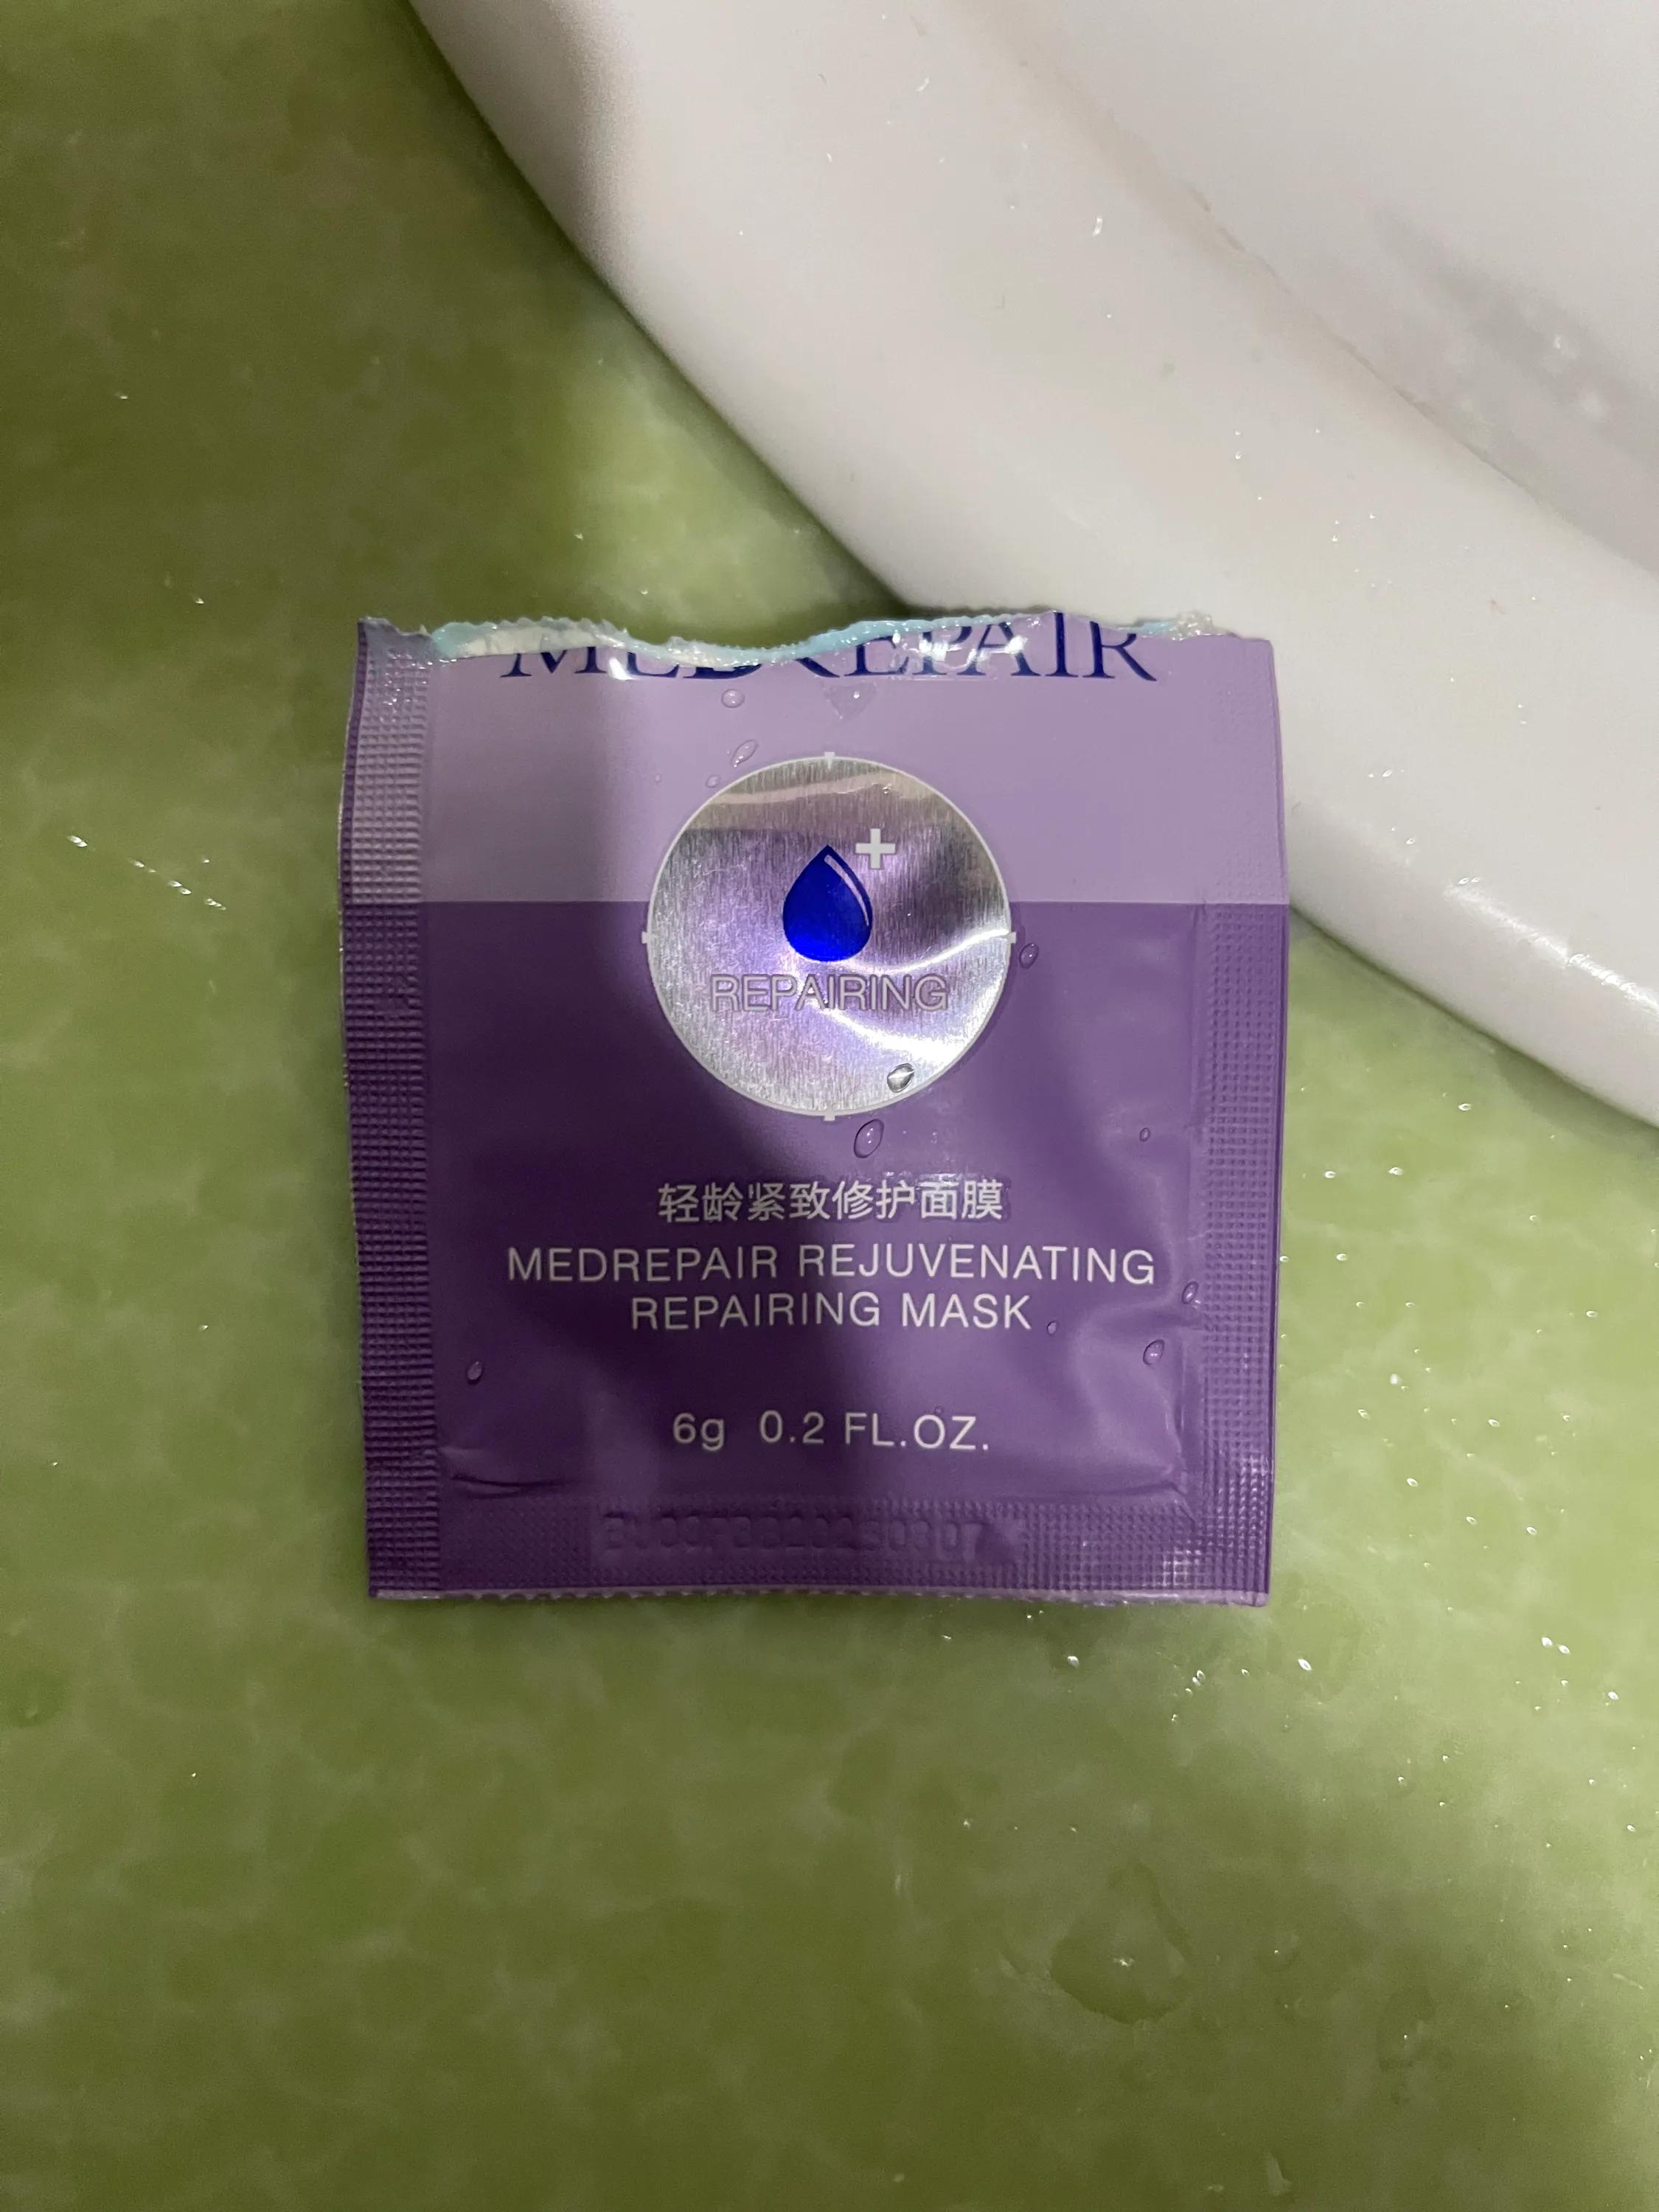 MEDREPAIR
REPAIRING
轻龄紧致修护面膜
MEDREPAIR REJUVENATING
REPAIRING MASK
6g 0.2 FL.OZ.